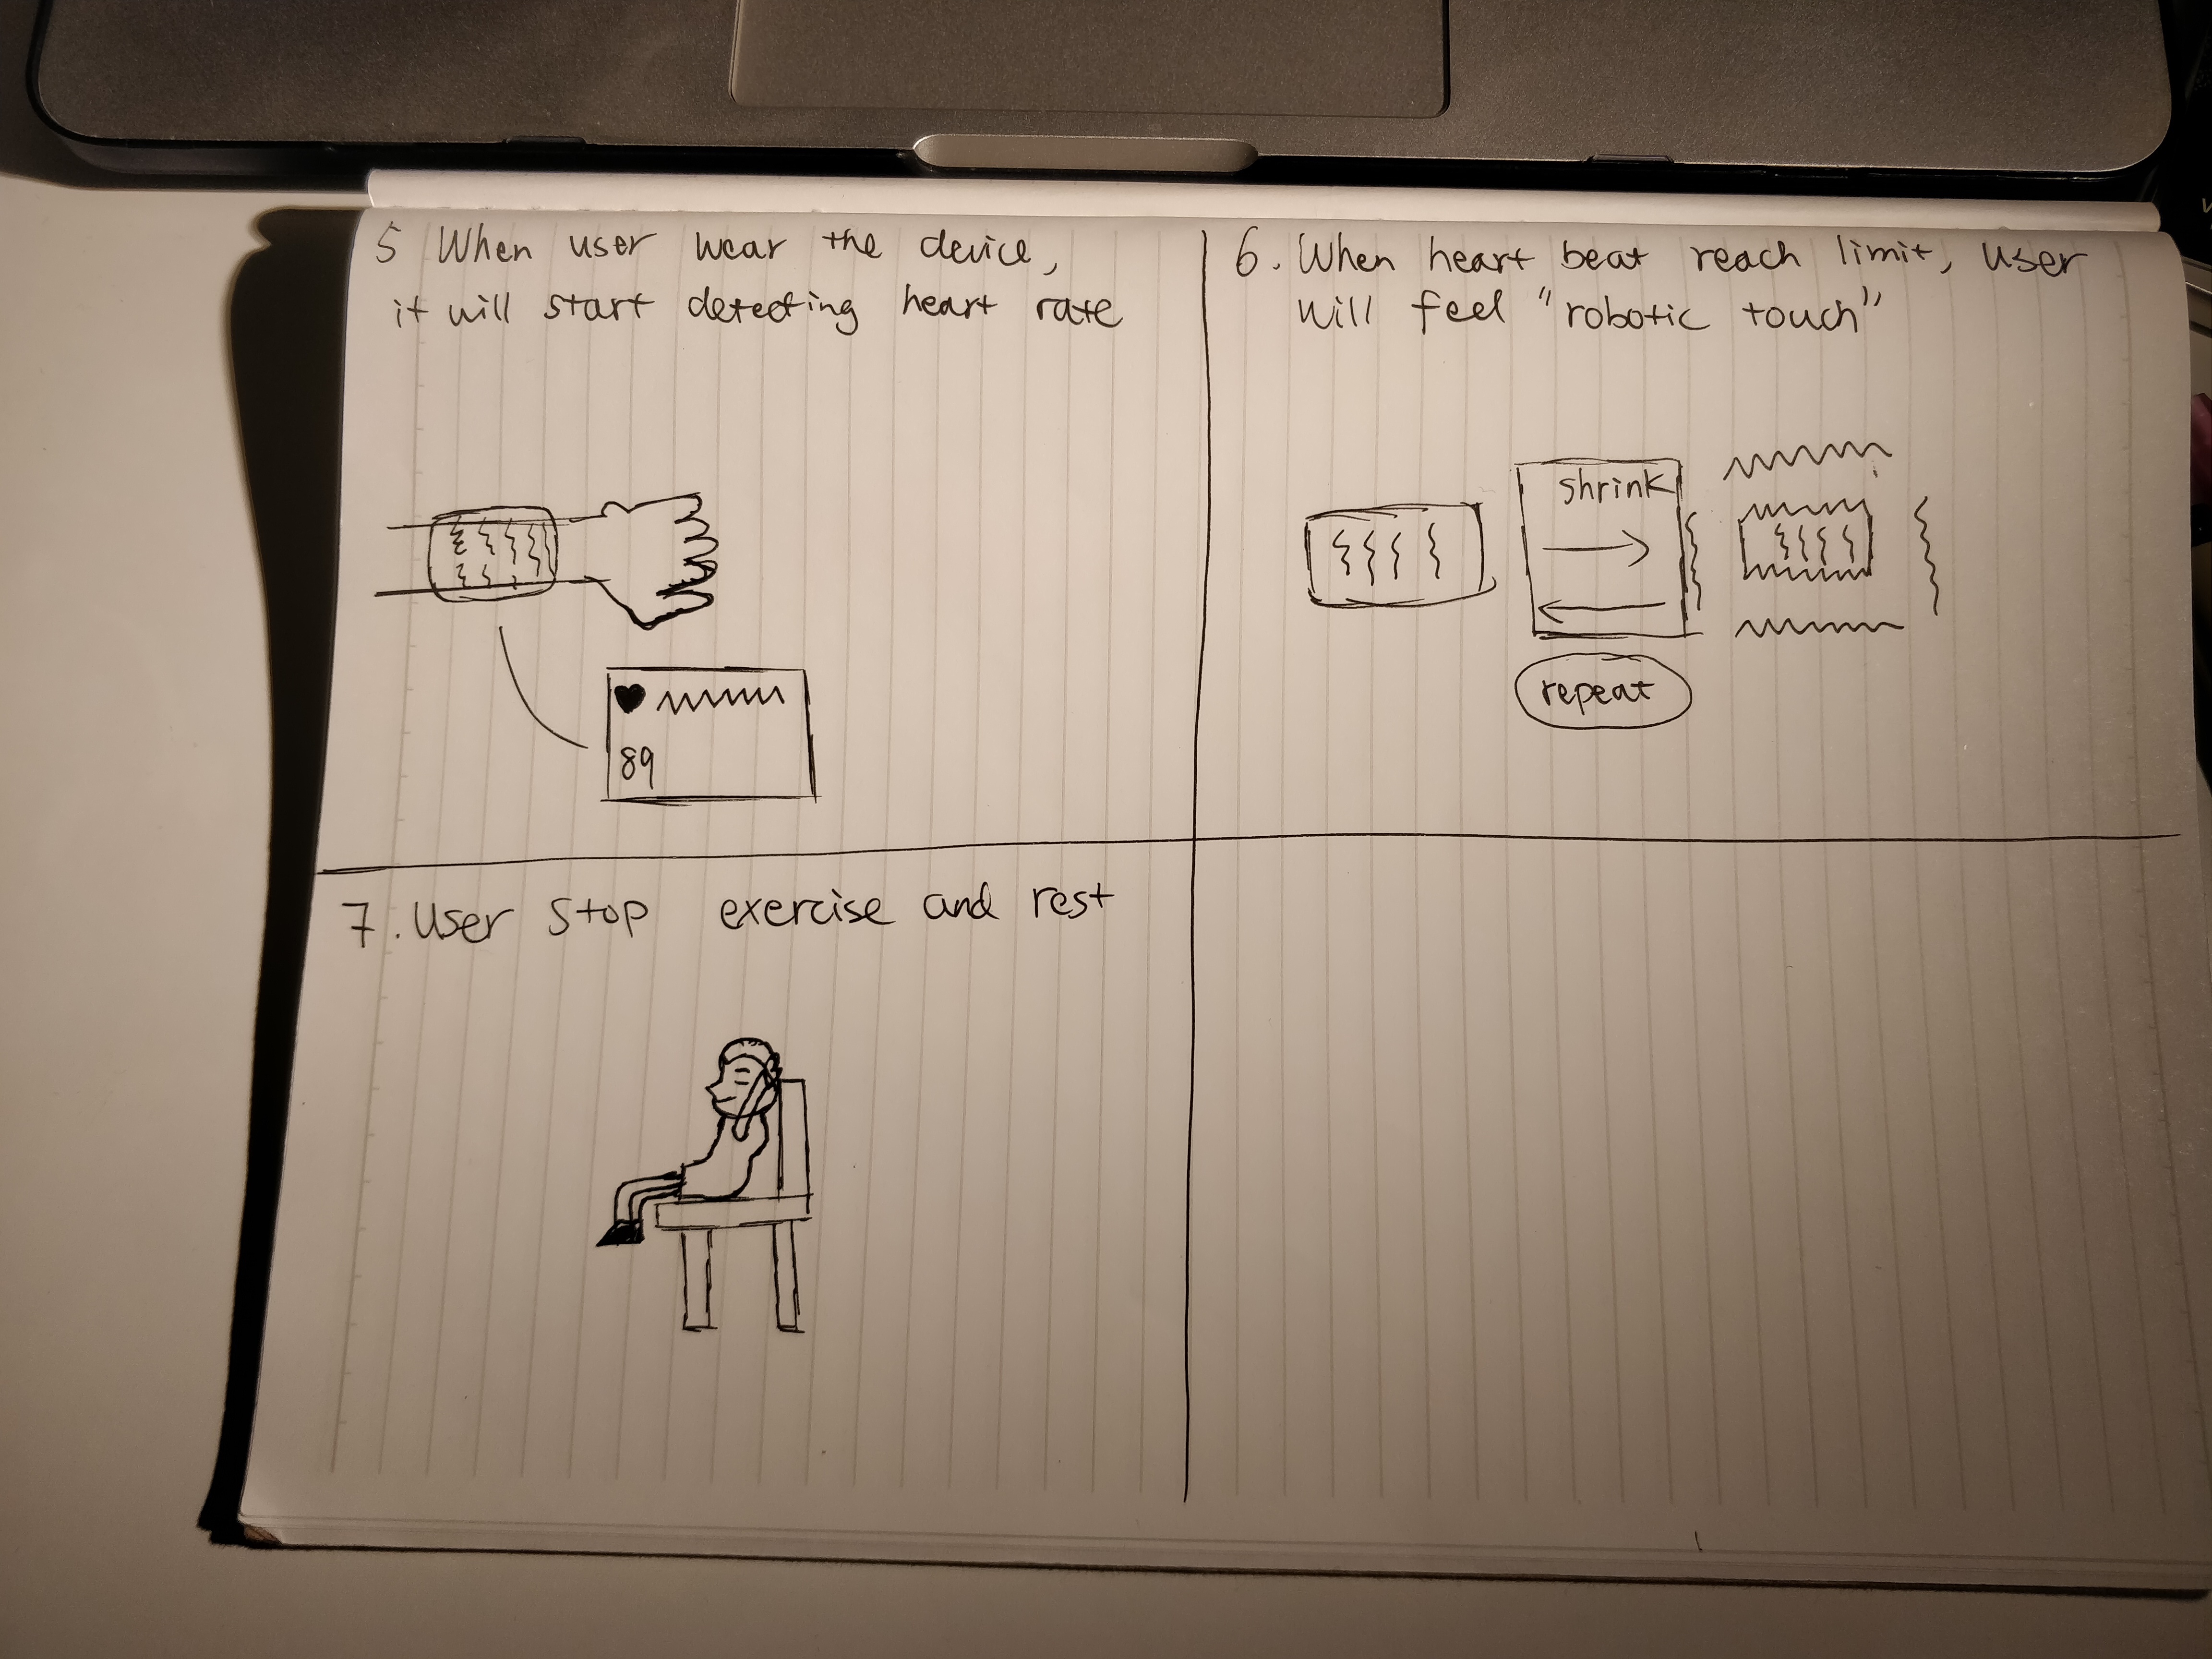 5 When user wear the device,
it will start detecting heart rate
89
6. When heart beat reach limit, user
will feel "robotic touch"
shrink
repeat
7. User stop exercise and rest